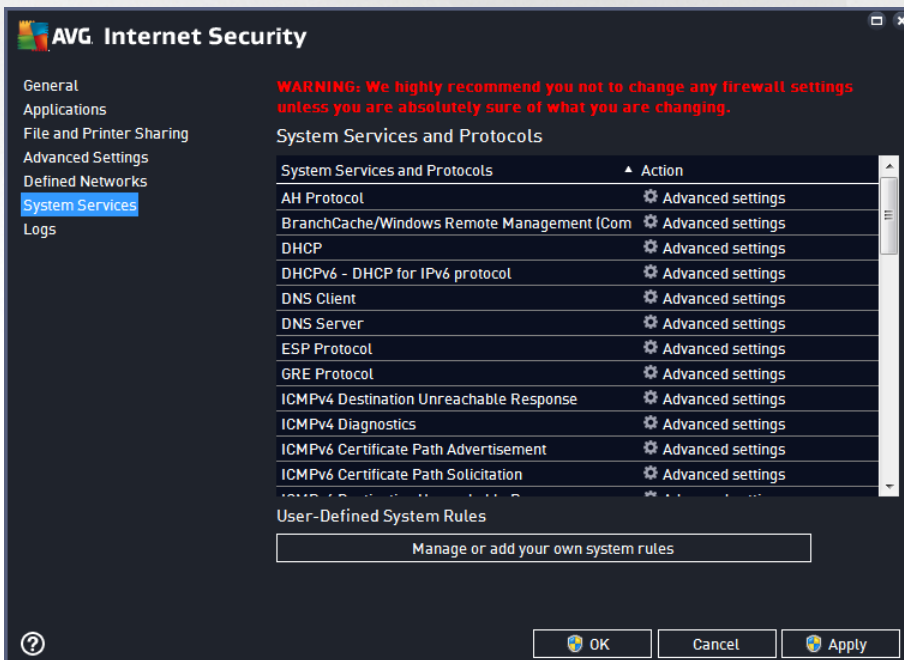 AVG Internet Security
General
Applications
File and Printer Sharing
Advanced Settings
Defined Networks
System Services
Logs
WARNING: We highly recommend you not to change any firewall settings
unless you are absolutely sure of what you are changing.
System Services and Protocols
System Services and Protocols Action
AH Protocol Advanced settings
BranchCache/Windows Remote Management (Com Advanced settings
DHCP Advanced settings
DHCPv6 - DHCP for IPv6 protocol Advanced settings
DNS Client Advanced settings
DNS Server Advanced settings
ESP Protocol Advanced settings
GRE Protocol Advanced settings
ICMPv4 Destination Unreachable Response Advanced settings
ICMPv4 Diagnostics Advanced settings
ICMPv6 Certificate Path Advertisement Advanced settings
ICMPv6 Certificate Path Solicitation Advanced settings
User-Defined System Rules
Manage or add your own system rules
OK Cancel Apply